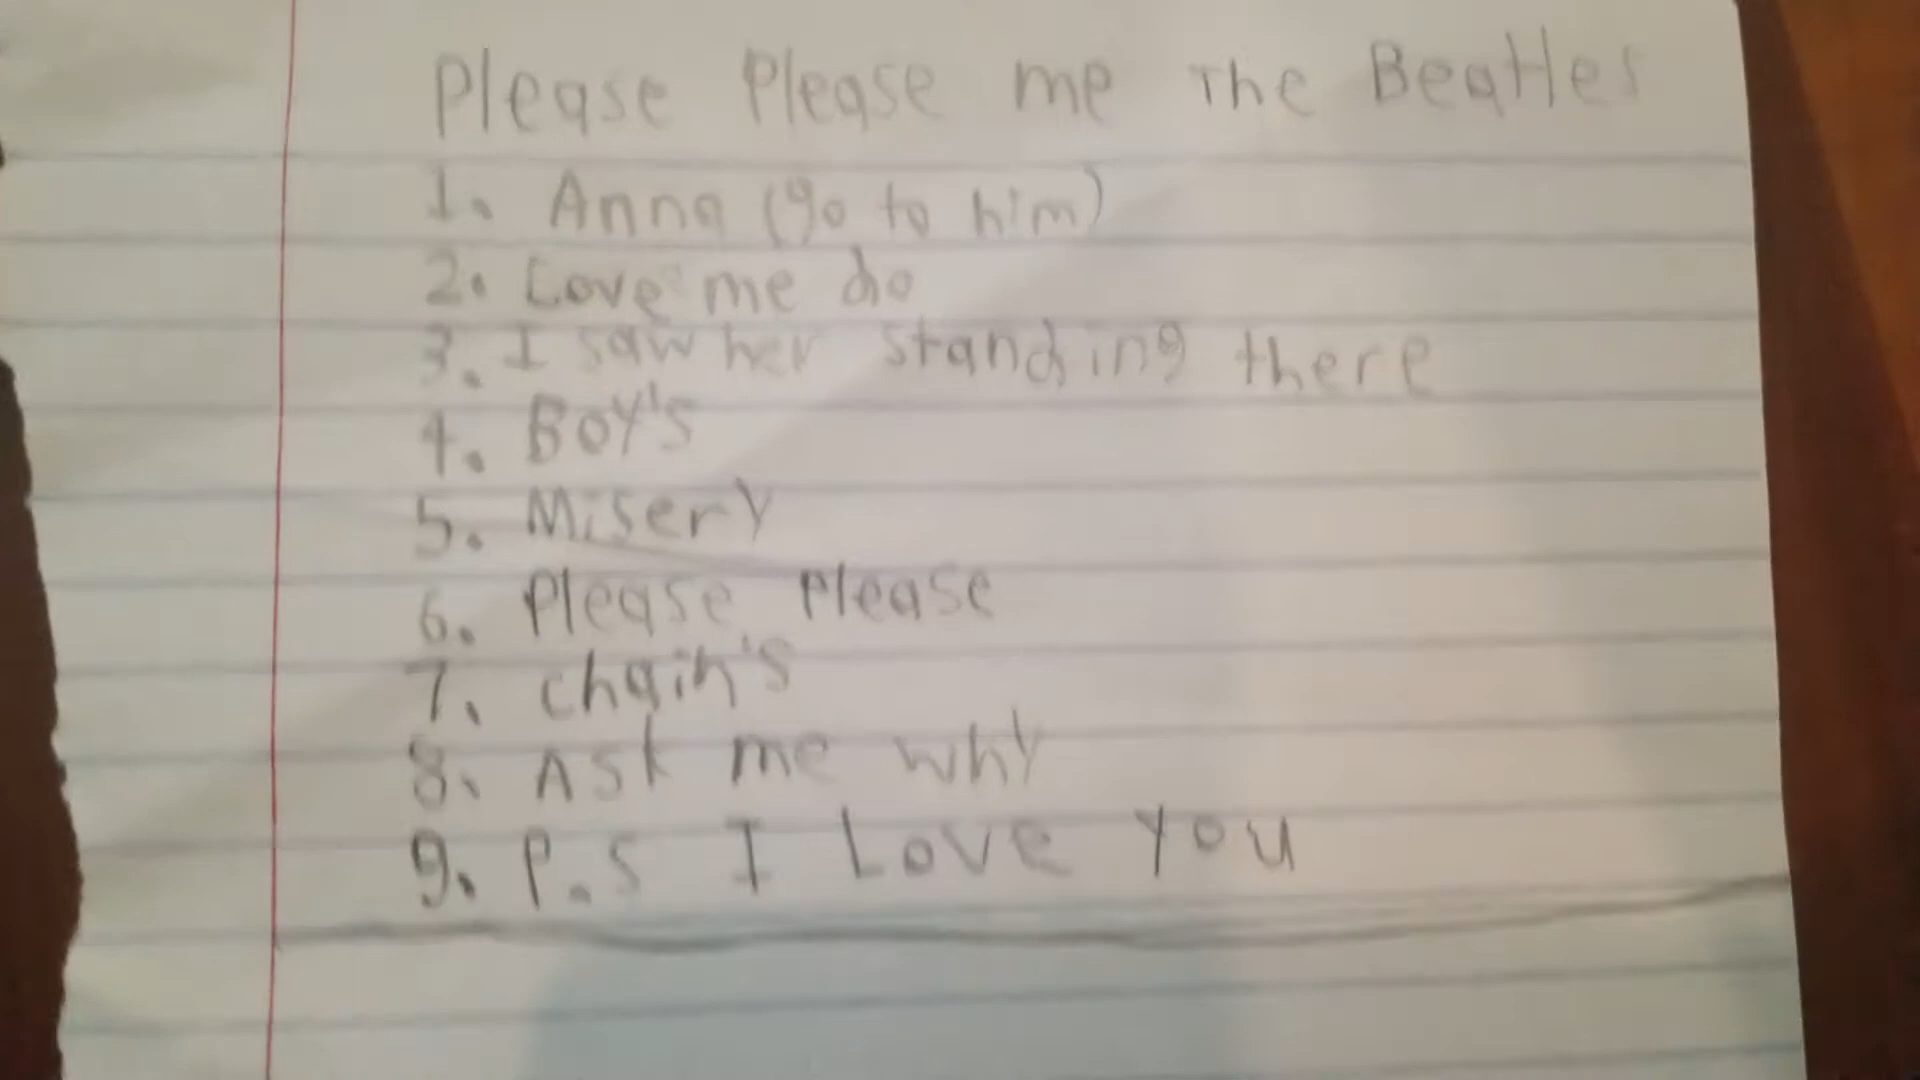 Please Please me The Beatles
1. Anna (go to him)
2. Love me do
3. I saw her standing there
4. Boy's
5. Misery
6. Please Please
7. chain's
8. Ask me why
9. P.s I Love you